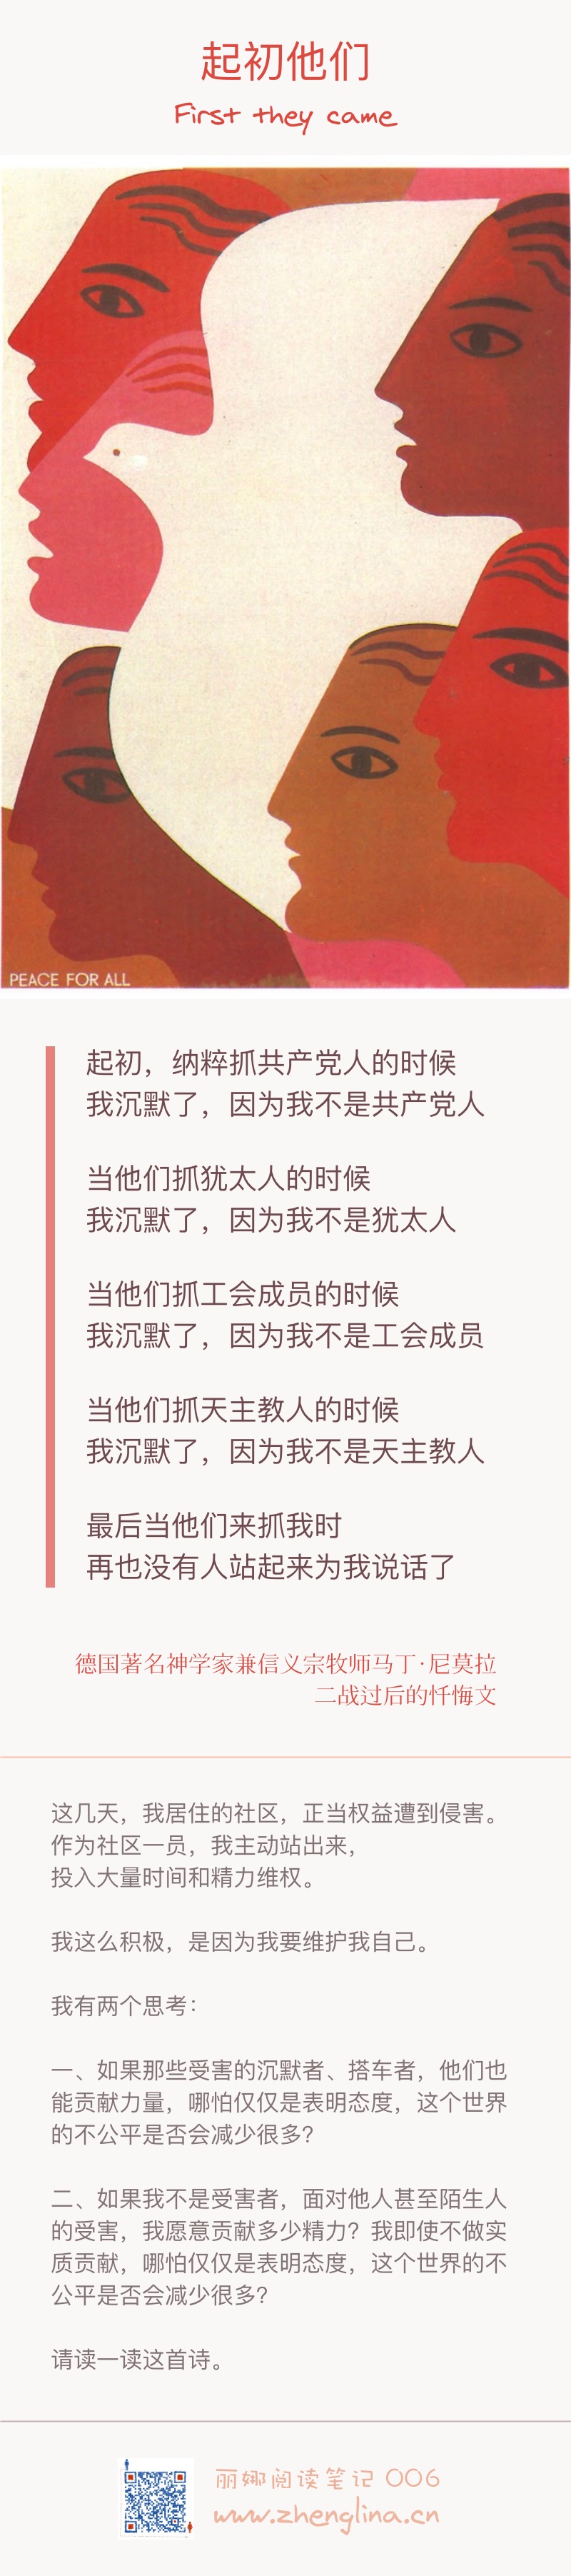 起初他们
First they came
PEACE FOR ALL
起初，纳粹抓共产党人的时候
我沉默了，因为我不是共产党人
当他们抓犹太人的时候
我沉默了，因为我不是犹太人
当他们抓工会成员的时候
我沉默了，因为我不是工会成员
当他们抓天主教人的时候
我沉默了，因为我不是天主教人
最后当他们来抓我时
再也没有人站起来为我说话了
德国著名神学家兼信义宗牧师马丁·尼莫拉
二战过后的忏悔文
这几天，我居住的社区，正当权益遭到侵害。
作为社区一员，我主动站出来，
投入大量时间和精力维权。
我这么积极，是因为我要维护我自己。
我有两个思考：
一、如果那些受害的沉默者、搭车者，他们也
能贡献力量，哪怕仅仅是表明态度，这个世界
的不公平是否会减少很多？
二、如果我不是受害者，面对他人甚至陌生人
的受害，我愿意贡献多少精力？我即使不做实
质贡献，哪怕仅仅是表明态度，这个世界的不
公平是否会减少很多？
请读一读这首诗。
丽娜阅读笔记 006
www.zhenglina.cn